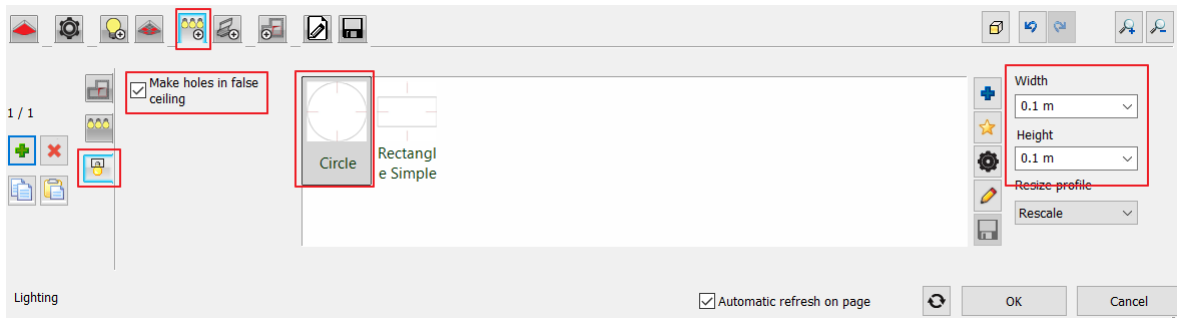 Make holes in false
ceiling
1 / 1
Circle
Rectangl
e Simple
Width
0.1 m
Height
0.1 m
Resize profile
Rescale
Lighting
Automatic refresh on page
OK
Cancel